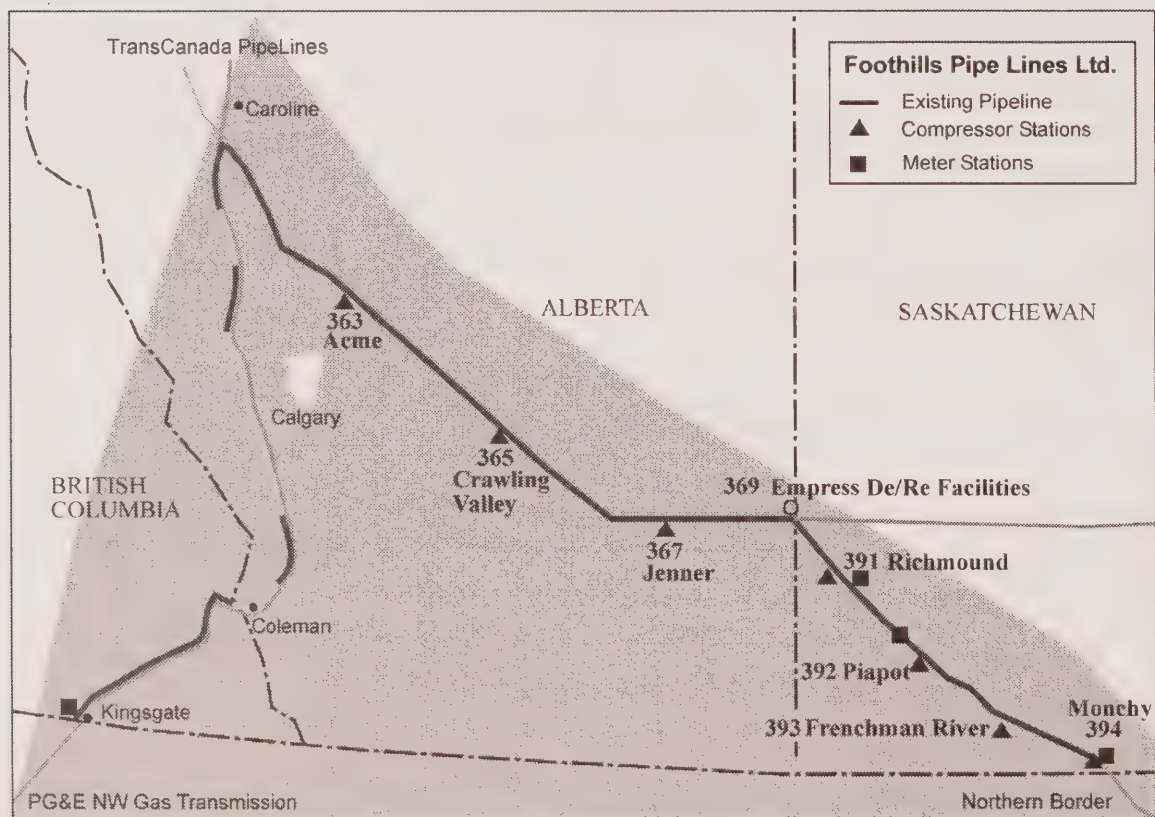 TransCanada PipeLines
Caroline
Foothills Pipe Lines Ltd.
Existing Pipeline
Compressor Stations
Meter Stations
ALBERTA
SASKATCHEWAN
363
Acme
Calgary
365
Crawling
Valley
BRITISH
COLUMBIA
369 Empress De/Re Facilities
367
Jenner
391 Richmound
Coleman
392 Piapot
Kingsgate
393 Frenchman River
Monchy
394
PG&E NW Gas Transmission
Northern Border